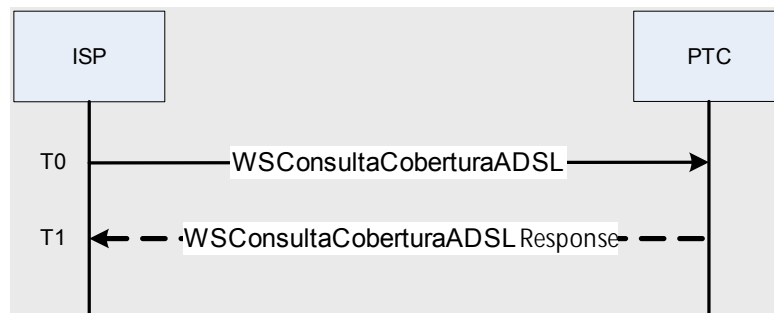 ISP
PTC
T0
WSConsultaCoberturaADSL
T1
WSConsultaCoberturaADSL Response